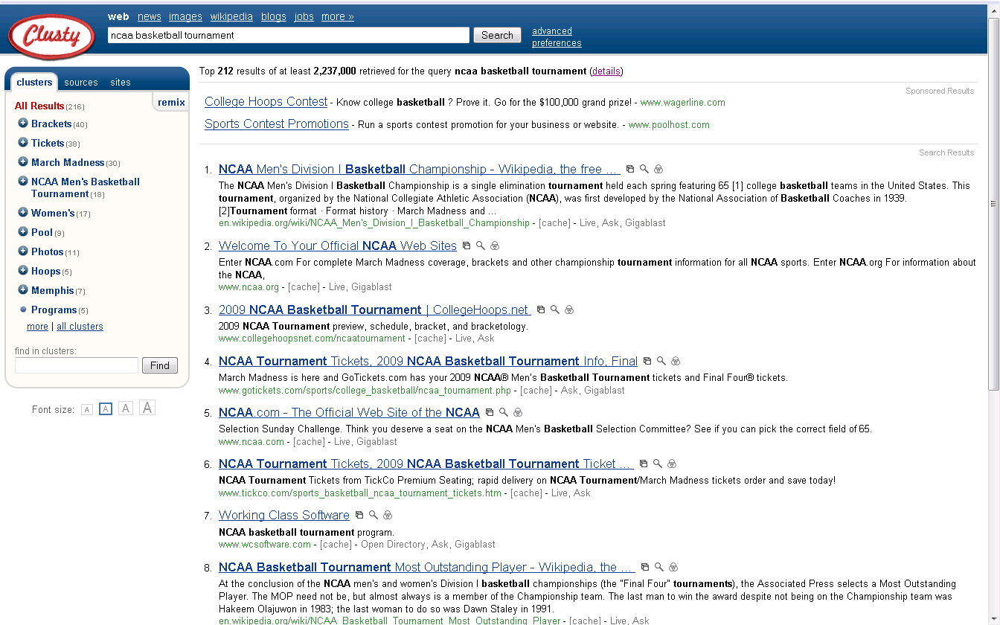 web news images wikipedia blogs jobs more »
Clusty
ncaa basketball tournament Search advanced
preferences
clusters sources sites
remix
All Results (216)
Brackets (40)
Tickets (38)
March Madness (30)
NCAA Men's Basketball
Tournament (18)
Women's (17)
Pool (9)
Photos (11)
Hoops (5)
Memphis (7)
Programs (5)
more | all clusters
find in clusters:
Find
Font size: A A A A
Top 212 results of at least 2,237,000 retrieved for the query ncaa basketball tournament (details)
Sponsored Results
College Hoops Contest - Know college basketball ? Prove it. Go for the $100,000 grand prize! - www.wagerline.com
Sports Contest Promotions - Run a sports contest promotion for your business or website. - www.poolhost.com
Search Results
1. NCAA Men's Division I Basketball Championship - Wikipedia, the free ...
The NCAA Men's Division I Basketball Championship is a single elimination tournament held each spring featuring 65 [1] college basketball teams in the United States. This
tournament, organized by the National Collegiate Athletic Association (NCAA), was first developed by the National Association of Basketball Coaches in 1939.
[2]Tournament format · Format history · March Madness and ...
en.wikipedia.org/wiki/NCAA_Men's_Division_I_Basketball_Championship - [cache] - Live, Ask, Gigablast
2. Welcome To Your Official NCAA Web Sites
Enter NCAA.com For complete March Madness coverage, brackets and other championship tournament information for all NCAA sports. Enter NCAA.org For information about
the NCAA,
www.ncaa.org - [cache] - Live, Gigablast
3. 2009 NCAA Basketball Tournament | CollegeHoops.net
2009 NCAA Tournament preview, schedule, bracket, and bracketology.
www.collegehoopsnet.com/ncaatournament - [cache] - Live, Ask
4. NCAA Tournament Tickets, 2009 NCAA Basketball Tournament Info, Final
March Madness is here and GoTickets.com has your 2009 NCAA® Men's Basketball Tournament tickets and Final Four® tickets.
www.gotickets.com/sports/college_basketball/ncaa_tournament.php - [cache] - Ask, Gigablast
5. NCAA.com - The Official Web Site of the NCAA
Selection Sunday Challenge. Think you deserve a seat on the NCAA Men's Basketball Selection Committee? See if you can pick the correct field of 65.
www.ncaa.com - [cache] - Live, Gigablast
6. NCAA Tournament Tickets, 2009 NCAA Basketball Tournament Ticket ...
NCAA Tournament Tickets from TickCo Premium Seating; rapid delivery on NCAA Tournament/March Madness tickets order and save today!
www.tickco.com/sports_basketball_ncaa_tournament_tickets.htm - [cache] - Live, Ask
7. Working Class Software
NCAA basketball tournament program.
www.wcsoftware.com - [cache] - Open Directory, Ask, Gigablast
8. NCAA Basketball Tournament Most Outstanding Player - Wikipedia, the ...
At the conclusion of the NCAA men's and women's Division I basketball championships (the "Final Four" tournaments), the Associated Press selects a Most Outstanding
Player. The MOP need not be, but almost always is a member of the Championship team. The last man to win the award despite not being on the Championship team was
Hakeem Olajuwon in 1983; the last woman to do so was Dawn Staley in 1991.
en.wikipedia.org/wiki/NCAA_Basketball_Tournament_Most_Outstanding_Player - [cache] - Live, Ask